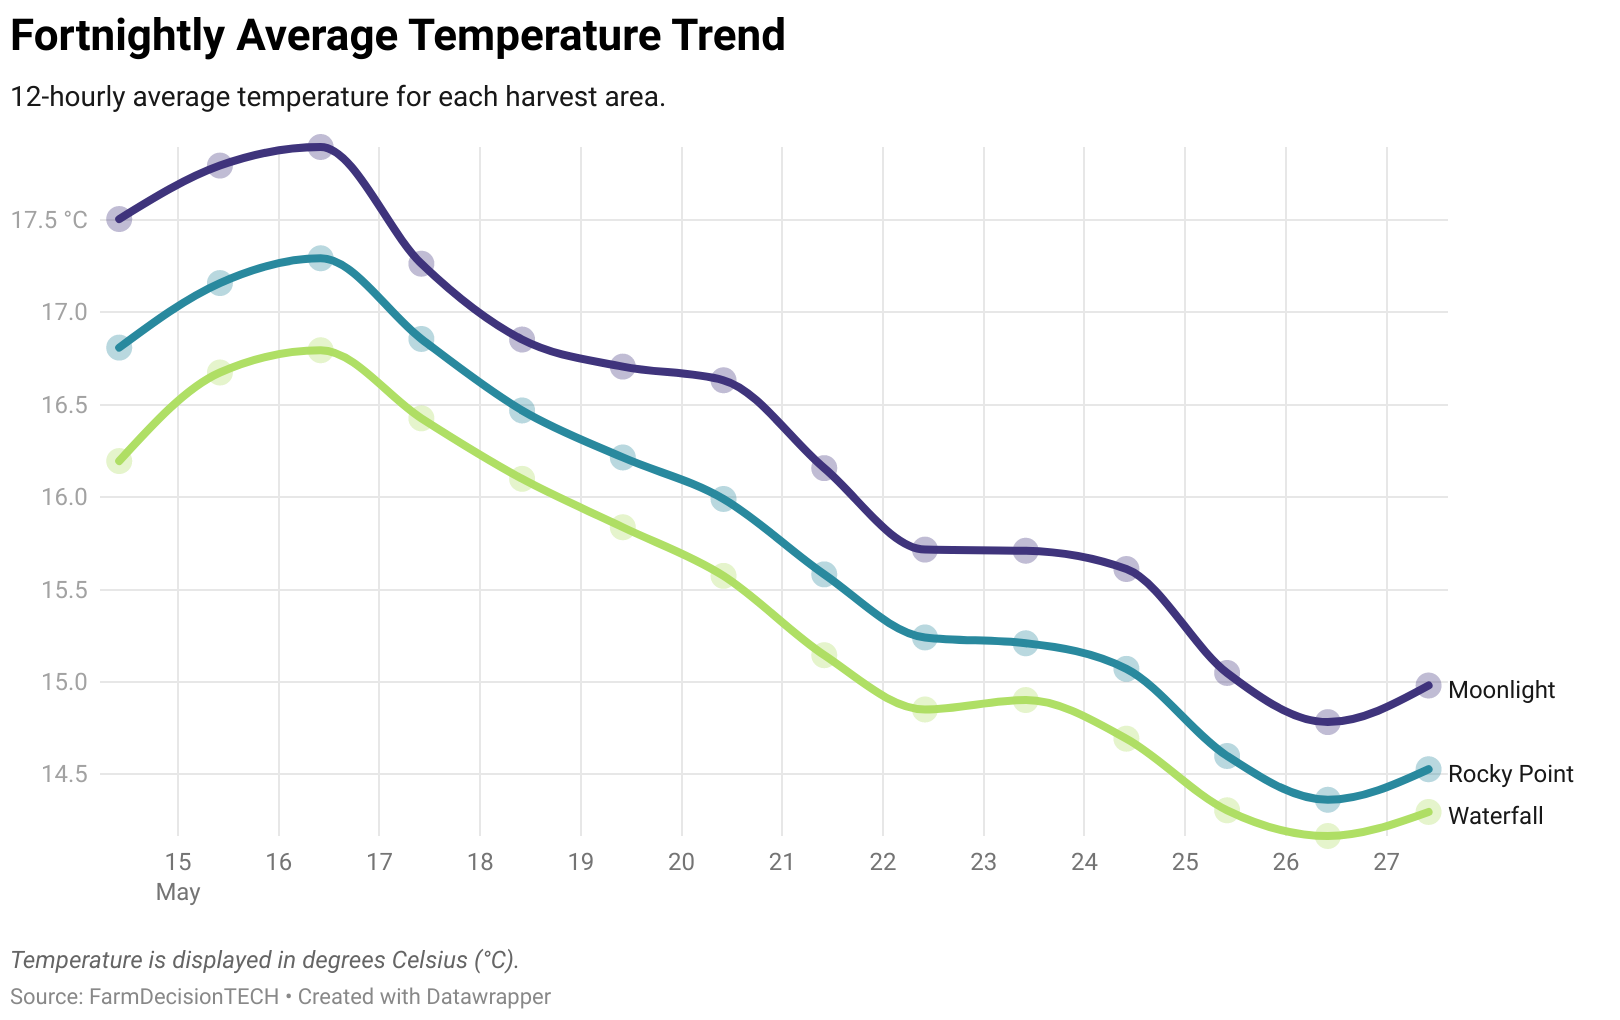 Fortnightly Average Temperature Trend
12-hourly average temperature for each harvest area.
17.5 °C
17.0
16.5
16.0
15.5
15.0
14.5
Moonlight
Rocky Point
Waterfall
15 16 17 18 19 20 21 22 23 24 25 26 27
May
Temperature is displayed in degrees Celsius (°C).
Source: FarmDecisionTECH • Created with Datawrapper